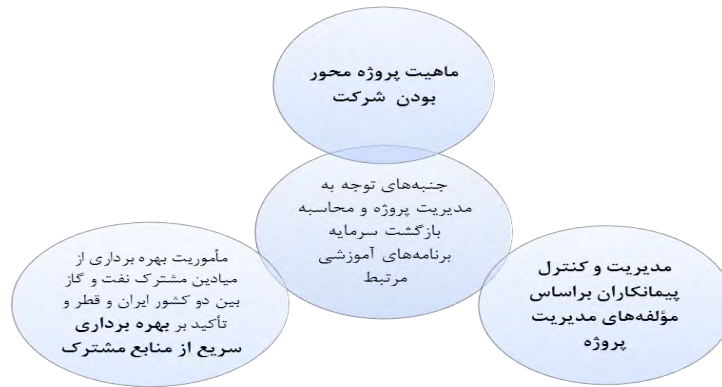 ماهیت پروژه محور
بودن شرکت
جنبه‌های توجه به
مدیریت پروژه و محاسبه
بازگشت سرمایه
برنامه‌های آموزشی
مرتبط
مأموریت بهره برداری از
میادین مشترک نفت و گاز
بین دو کشور ایران و قطر و
تأکید بر بهره برداری
سریع از منابع مشترک
مدیریت و کنترل
پیمانکاران براساس
مؤلفه‌های مدیریت
پروژه